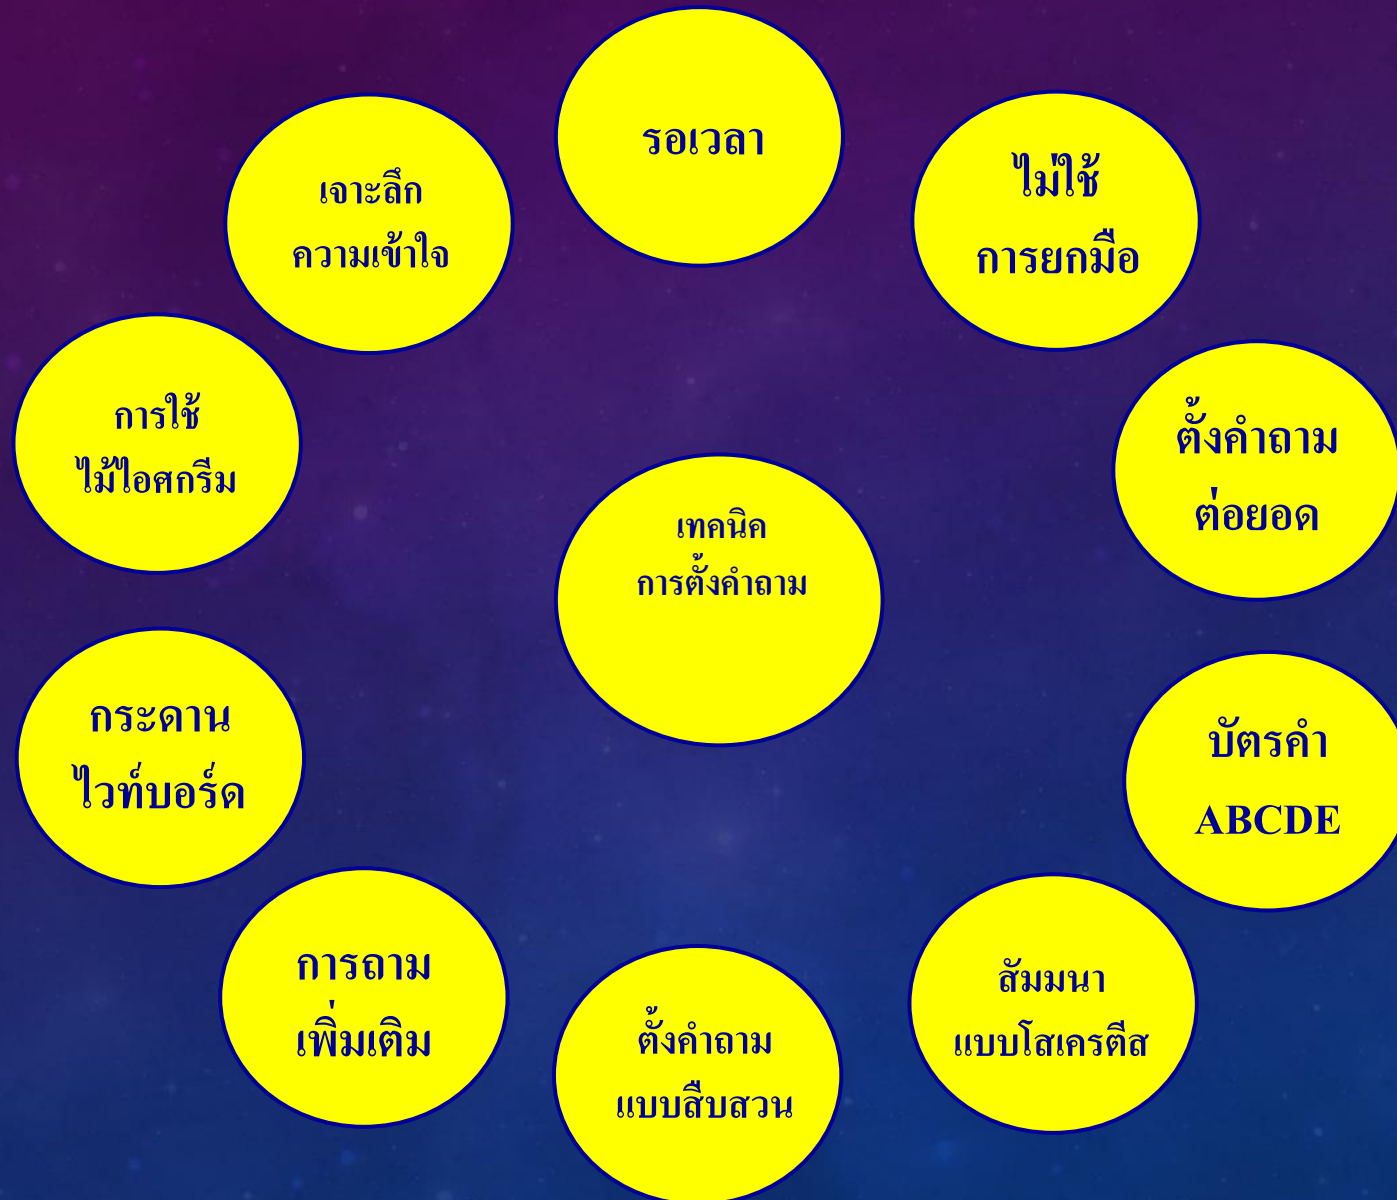 รอเวลา
ไม่ใช้
การยกมือ
ตั้งคำถาม
ต่อยอด
บัตรคำ
ABCDE
สัมมนา
แบบโสเครตีส
ตั้งคำถาม
แบบสืบสวน
การถาม
เพิ่มเติม
กระดาน
ไวท์บอร์ด
การใช้
ไม้ไอศกรีม
เจาะลึก
ความเข้าใจ
เทคนิค
การตั้งคำถาม